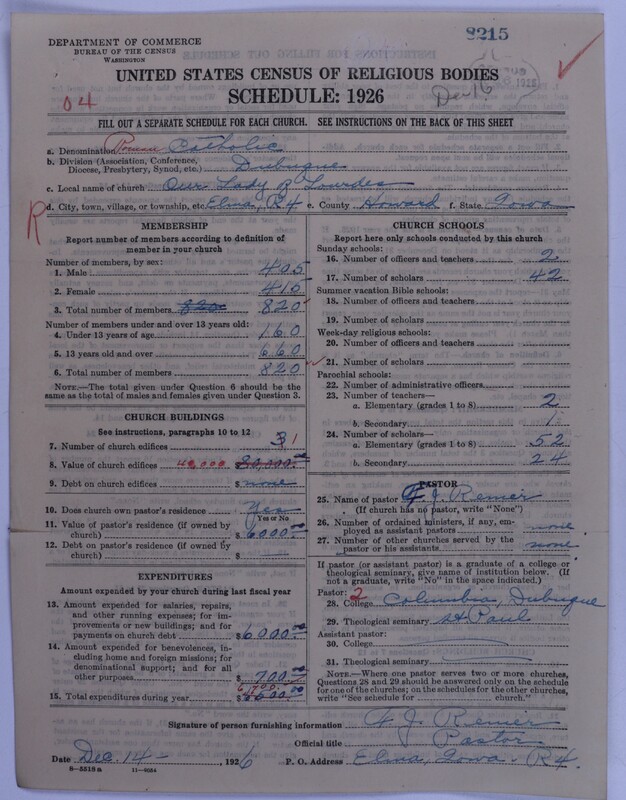 8215
DEPARTMENT OF COMMERCE
BUREAU OF THE CENSUS
WASHINGTON
UNITED STATES CENSUS OF RELIGIOUS BODIES
SCHEDULE: 1926
Dec 16
04
FILL OUT A SEPARATE SCHEDULE FOR EACH CHURCH. SEE INSTRUCTIONS ON THE BACK OF THIS SHEET
a. Denomination Roman Catholic
b. Division (Association, Conference, Diocese, Presbytery, Synod, etc.) Dubuque
c. Local name of church Our Lady of Lourdes
R
d. City, town, village, or township, etc. Elma, R4 e. County Howard f. State Iowa
MEMBERSHIP
Report number of members according to definition of member in your church
Number of members, by sex:
1. Male 405
2. Female 415
3. Total number of members 820 820
Number of members under and over 13 years old:
4. Under 13 years of age 160
5. 13 years old and over 660
6. Total number of members 820
NOTE.—The total given under Question 6 should be the same as the total of males and females given under Question 3.
CHURCH BUILDINGS
See instructions, paragraphs 10 to 12
7. Number of church edifices 3 1
8. Value of church edifices 40,000 80,000.00
9. Debt on church edifices $ none
10. Does church own pastor's residence Yes
Yes or No
11. Value of pastor's residence (if owned by church) $ 6000.00
12. Debt on pastor's residence (if owned by church) $
EXPENDITURES
Amount expended by your church during last fiscal year
13. Amount expended for salaries, repairs, and other running expenses; for improvements or new buildings; and for payments on church debt $ 6,000.00
14. Amount expended for benevolences, including home and foreign missions; for denominational support; and for all other purposes $ 700.00
6,700.
15. Total expenditures during year $
CHURCH SCHOOLS
Report here only schools conducted by this church
Sunday schools:
16. Number of officers and teachers 2
17. Number of scholars 42
Summer vacation Bible schools:
18. Number of officers and teachers
19. Number of scholars
Week-day religious schools:
20. Number of officers and teachers
21. Number of scholars
Parochial schools:
22. Number of administrative officers
23. Number of teachers—
a. Elementary (grades 1 to 8) 2
b. Secondary 1
24. Number of scholars—
a. Elementary (grades 1 to 8) 52
b. Secondary 24
PASTOR
25. Name of pastor F J. Remer
(If church has no pastor, write "None")
26. Number of ordained ministers, if any, employed as assistant pastors none
27. Number of other churches served by the pastor or his assistants none
If pastor (or assistant pastor) is a graduate of a college or theological seminary, give name of institution below. (If not a graduate, write "No" in the space indicated.)
Pastor: 2
28. College Columbia, Dubuque
29. Theological seminary St Paul
Assistant pastor:
30. College
31. Theological seminary
NOTE.—Where one pastor serves two or more churches, Questions 28 and 29 should be answered only on the schedule for one of the churches; on the schedules for the other churches, write "See schedule for church."
Signature of person furnishing information F J. Remer
Official title Pastor
Date Dec. 14 - , 1926 P. O. Address Elma, Iowa. R4.
8—5518a 11—9054